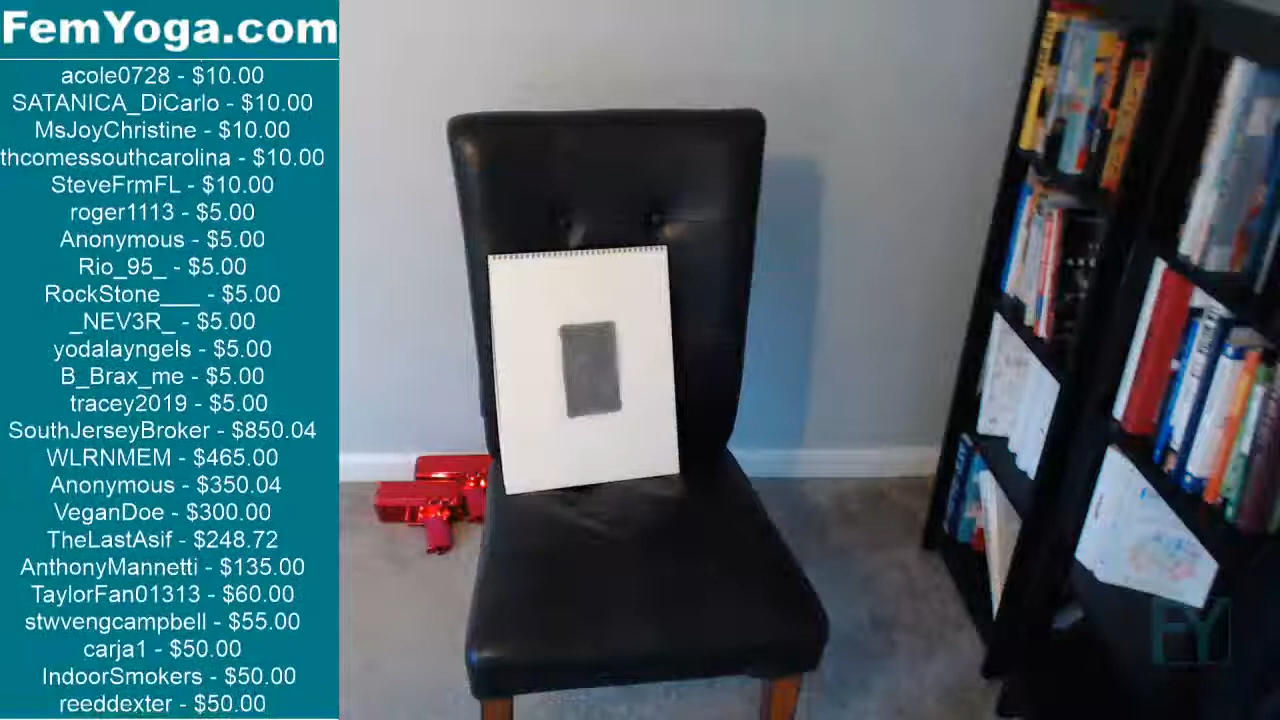 FemYoga.com
acole0728 - $10.00
SATANICA_DiCarlo - $10.00
MsJoyChristine - $10.00
thcomessouthcarolina - $10.00
SteveFrmFL - $10.00
roger1113 - $5.00
Anonymous - $5.00
Rio_95_ - $5.00
RockStone___ - $5.00
_NEV3R_ - $5.00
yodalayngels - $5.00
B_Brax_me - $5.00
tracey2019 - $5.00
SouthJerseyBroker - $850.04
WLRNMEM - $465.00
Anonymous - $350.04
VeganDoe - $300.00
TheLastAsif - $248.72
AnthonyMannetti - $135.00
TaylorFan01313 - $60.00
stwvengcampbell - $55.00
carja1 - $50.00
IndoorSmokers - $50.00
reeddexter - $50.00
FY